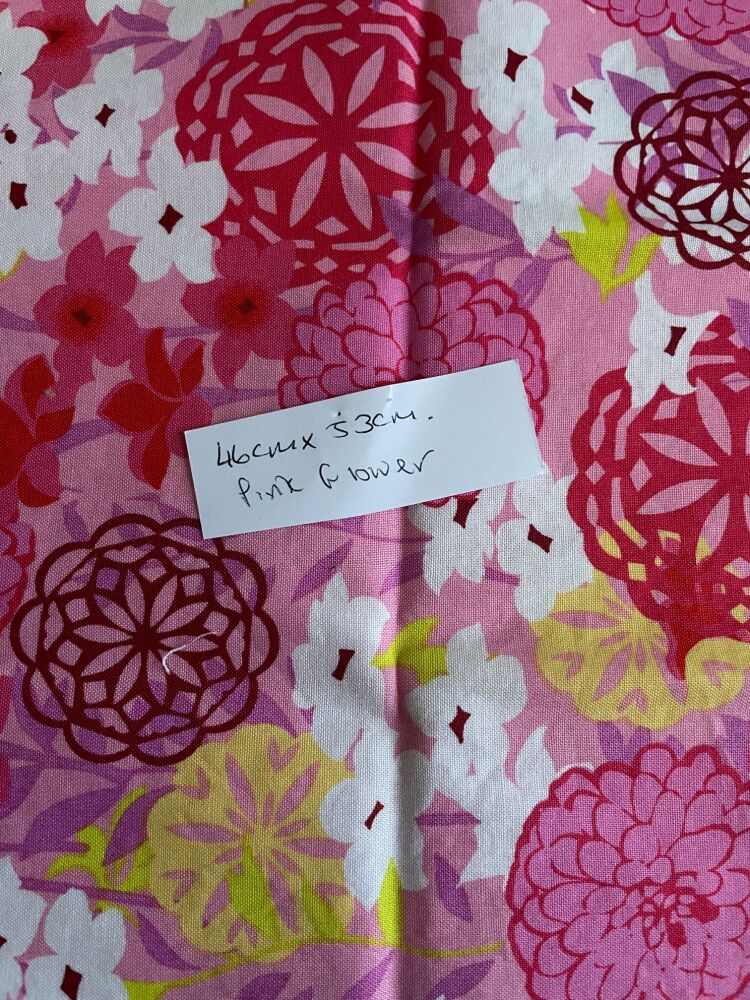 46cm x 53cm.
Pink Flower